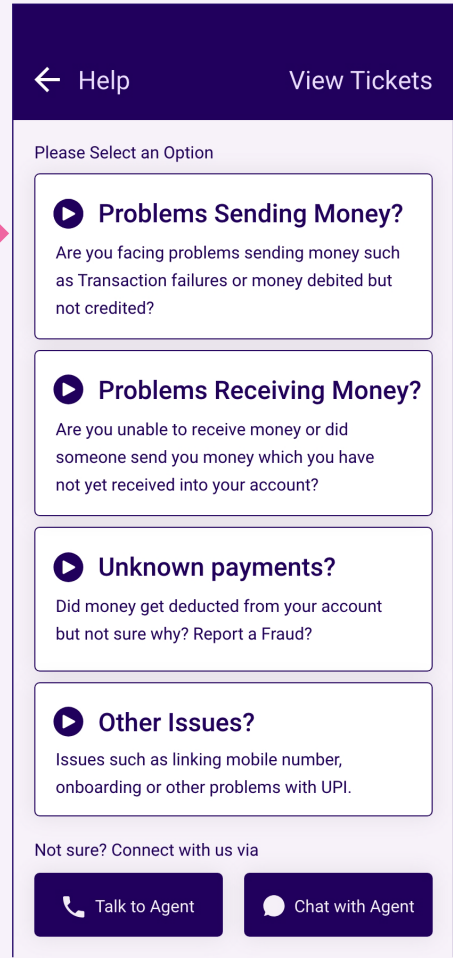 Help
View Tickets
Please Select an Option
Problems Sending Money?
Are you facing problems sending money such
as Transaction failures or money debited but
not credited?
Problems Receiving Money?
Are you unable to receive money or did
someone send you money which you have
not yet received into your account?
Unknown payments?
Did money get deducted from your account
but not sure why? Report a Fraud?
Other Issues?
Issues such as linking mobile number,
onboarding or other problems with UPI.
Not sure? Connect with us via
Talk to Agent
Chat with Agent